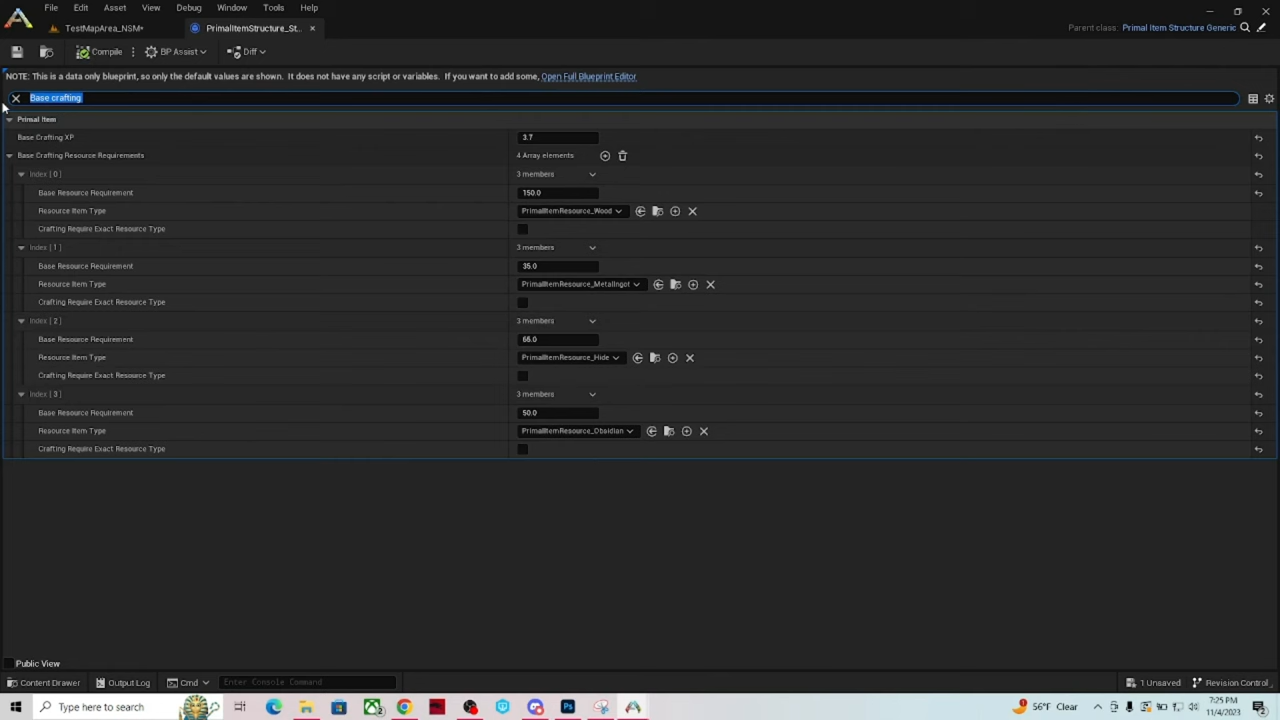 File Edit Asset View Debug Window Tools Help
TestMapArea_NSM*
PrimalItemStructure_St...
Parent class: Primal Item Structure Generic
Compile BP Assist Diff
NOTE: This is a data only blueprint, so only the default values are shown. It does not have any script or variables. If you want to add some, Open Full Blueprint Editor
Base crafting
Primal Item
Base Crafting XP 3.7
Base Crafting Resource Requirements 4 Array elements
Index [ 0 ] 3 members
Base Resource Requirement 150.0
Resource Item Type PrimalItemResource_Wood
Crafting Require Exact Resource Type
Index [ 1 ] 3 members
Base Resource Requirement 35.0
Resource Item Type PrimalItemResource_MetalIngot
Crafting Require Exact Resource Type
Index [ 2 ] 3 members
Base Resource Requirement 65.0
Resource Item Type PrimalItemResource_Hide
Crafting Require Exact Resource Type
Index [ 3 ] 3 members
Base Resource Requirement 50.0
Resource Item Type PrimalItemResource_Obsidian
Crafting Require Exact Resource Type
Public View
Content Drawer Output Log Cmd Enter Console Command 1 Unsaved Revision Control
Type here to search
56°F Clear
7:25 PM
11/4/2023